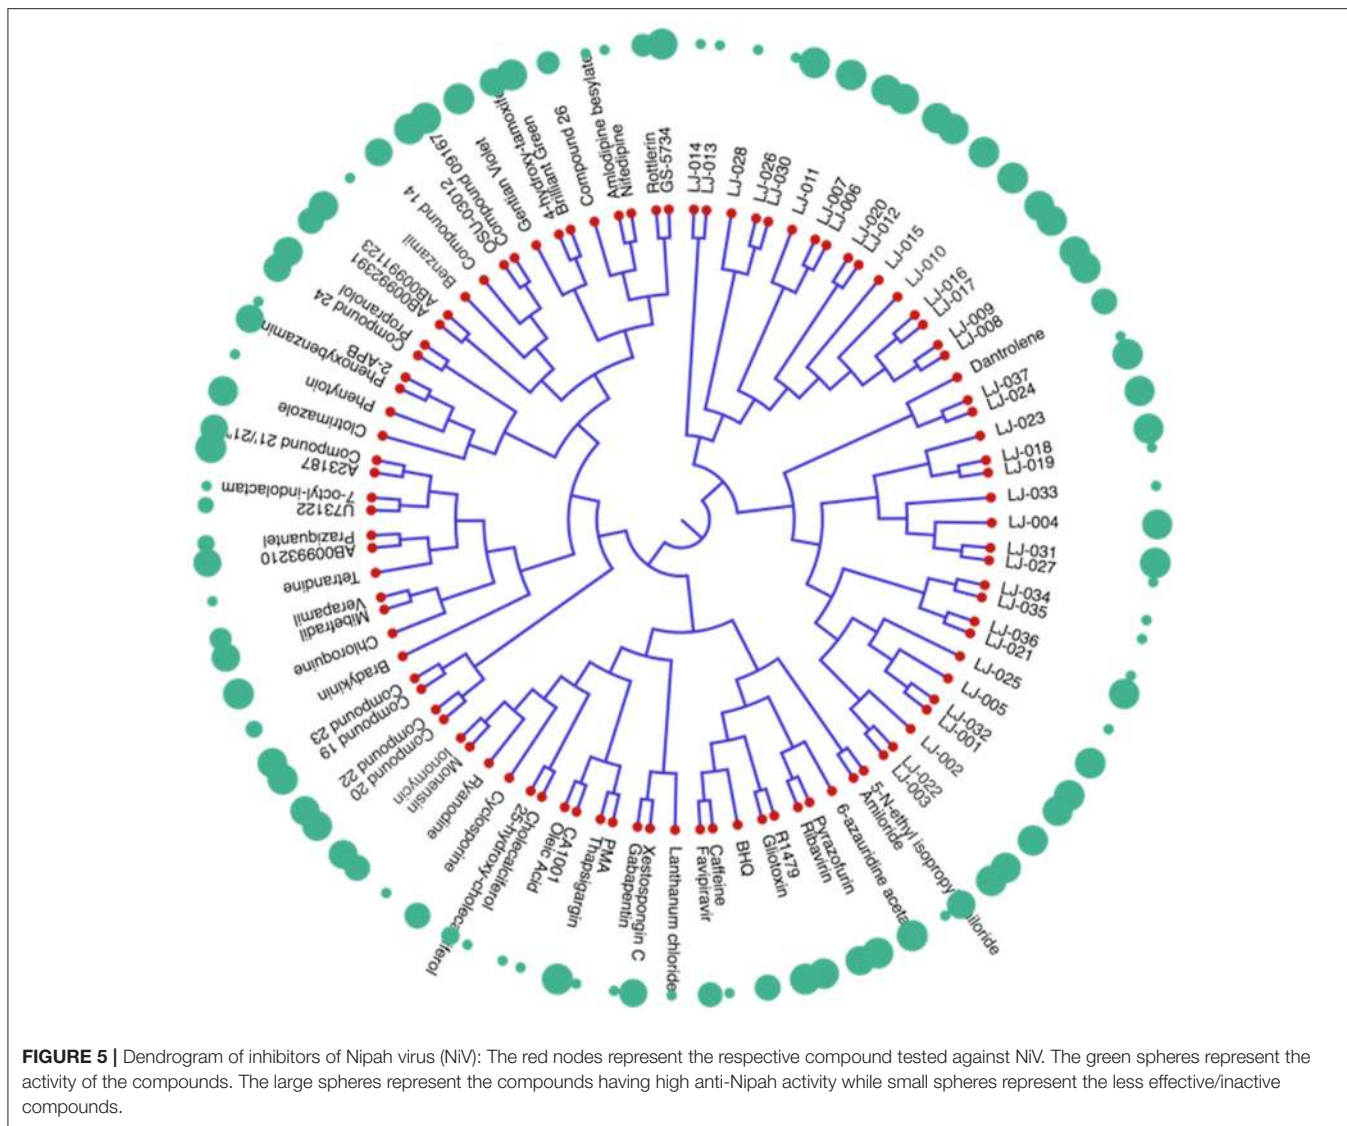 LJ-014
LJ-013
LJ-028
LJ-026
LJ-030
LJ-011
LJ-007
LJ-006
LJ-020
LJ-012
LJ-015
LJ-010
LJ-016
LJ-017
LJ-009
LJ-008
Dantrolene
LJ-037
LJ-024
LJ-023
LJ-018
LJ-019
LJ-033
LJ-004
LJ-031
LJ-027
LJ-034
LJ-035
LJ-036
LJ-021
LJ-025
LJ-005
LJ-032
LJ-001
LJ-002
LJ-022
LJ-003
5-N-ethyl isopropyl
iloride
Amiloride
6-azauridine aceta
Pyrazofurin
Ribavirin
R1479
Gliotoxin
BHQ
Caffeine
Favipiravir
Lanthanum chloride
Xestospongin C
Gabapentin
PMA
Thapsigargin
CA1001
Oleic Acid
Cholecalciferol
25-hydroxy-cholecalciferol
Cyclosporine
Ryanodine
Monensin
Ionomycin
Compound 20
Compound 22
Compound 19
Compound 23
Bradykinin
Chloroquine
Mibefradil
Verapamil
Tetrandine
AB00993210
Praziquantel
U73122
7-octyl-indolactam
A23187
Compound 21/21*
Clotrimazole
Phenytoin
Phenoxybenzamin
2-APB
Compound 24
Propranolol
AB00992391
AB00991123
Benzamil
Compound 14
OSU-03012
Compound 09167
Gentian Violet
4-hydroxy-tamoxife
Brilliant Green
Compound 26
Amlodipine besylate
Nifedipine
Rottlerin
GS-5734
FIGURE 5 | Dendrogram of inhibitors of Nipah virus (NiV): The red nodes represent the respective compound tested against NiV. The green spheres represent the
activity of the compounds. The large spheres represent the compounds having high anti-Nipah activity while small spheres represent the less effective/inactive
compounds.